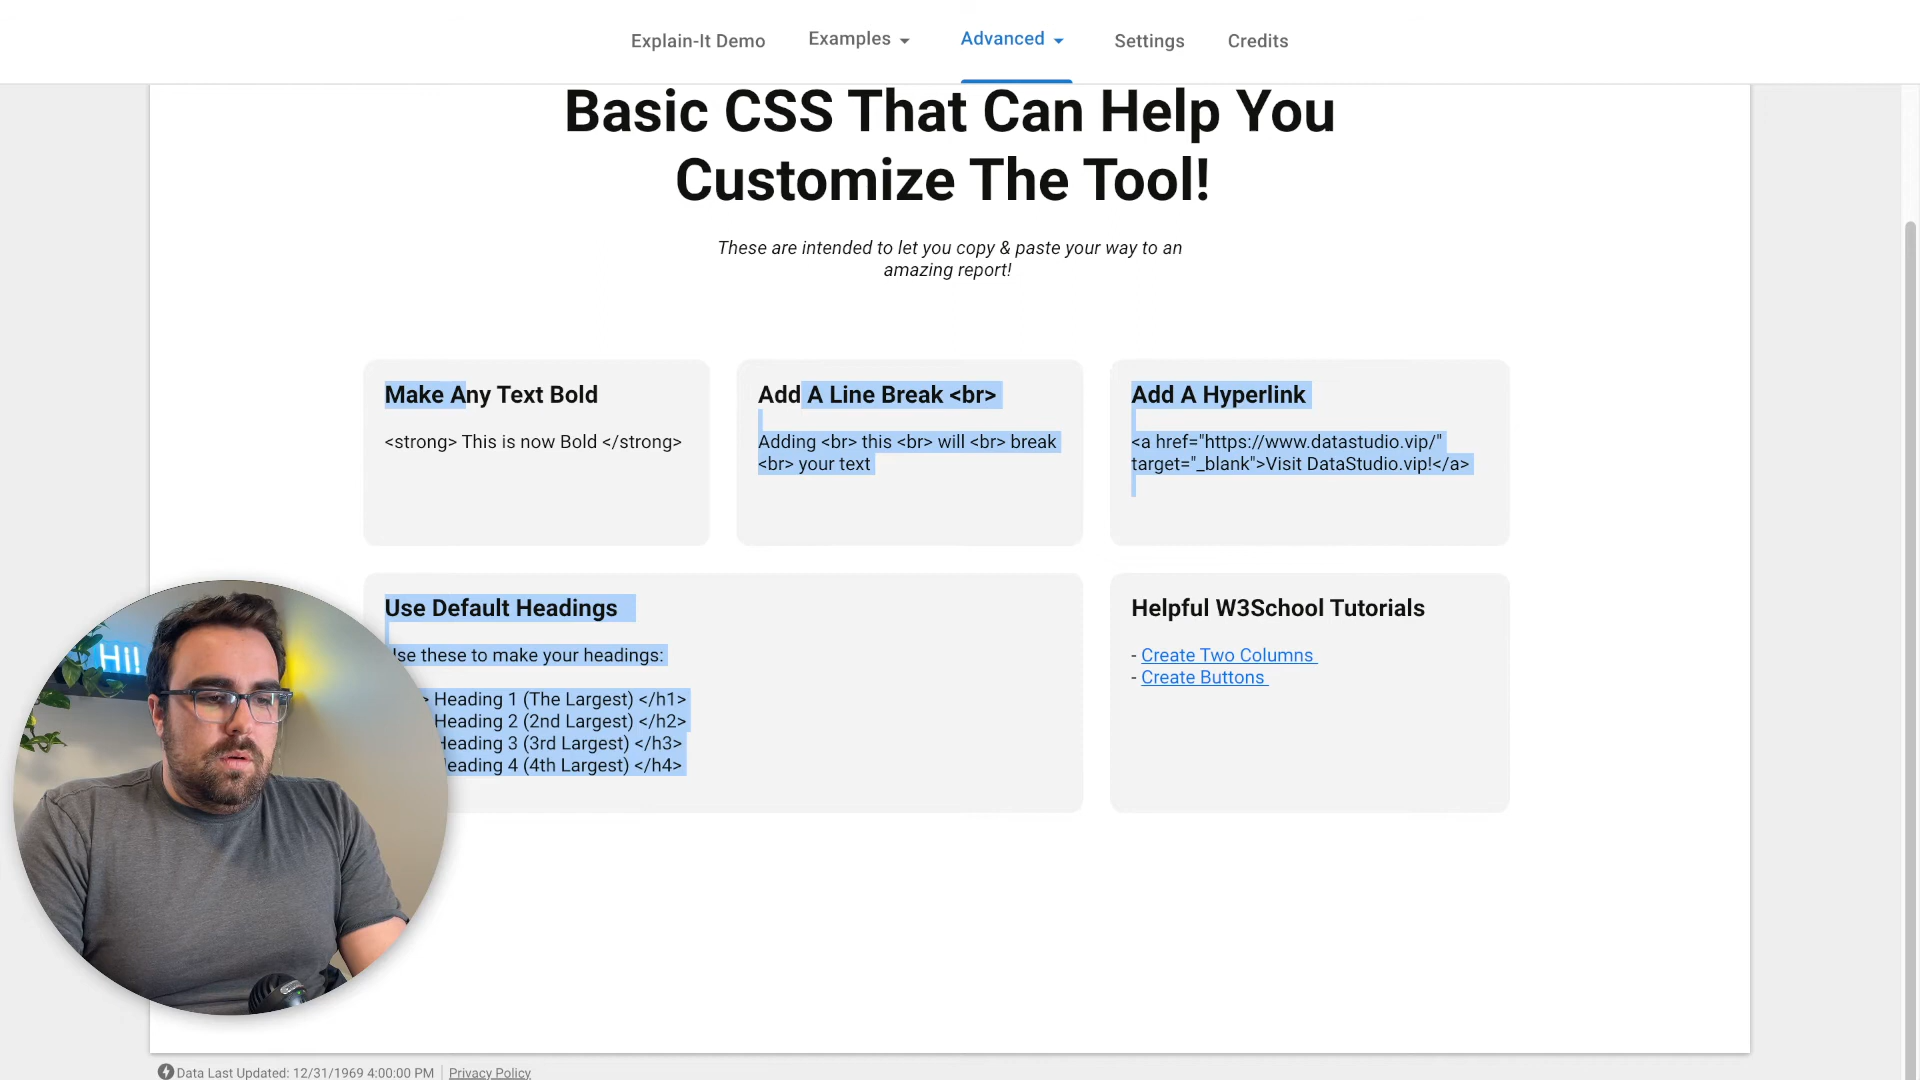 Explain-It Demo
Examples
Advanced
Settings
Credits
Basic CSS That Can Help You
Customize The Tool!
These are intended to let you copy & paste your way to an
amazing report!
Make Any Text Bold
<strong> This is now Bold </strong>
Add A Line Break <br>
Adding <br> this <br> will <br> break
<br> your text
Add A Hyperlink
<a href="https://www.datastudio.vip/"
target="_blank">Visit DataStudio.vip!</a>
Use Default Headings
these to make your headings:
Heading 1 (The Largest) </h1>
Heading 2 (2nd Largest) </h2>
Heading 3 (3rd Largest) </h3>
Heading 4 (4th Largest) </h4>
Helpful W3School Tutorials
- Create Two Columns
- Create Buttons
Hi!
Data Last Updated: 12/31/1969 4:00:00 PM
Privacy Policy